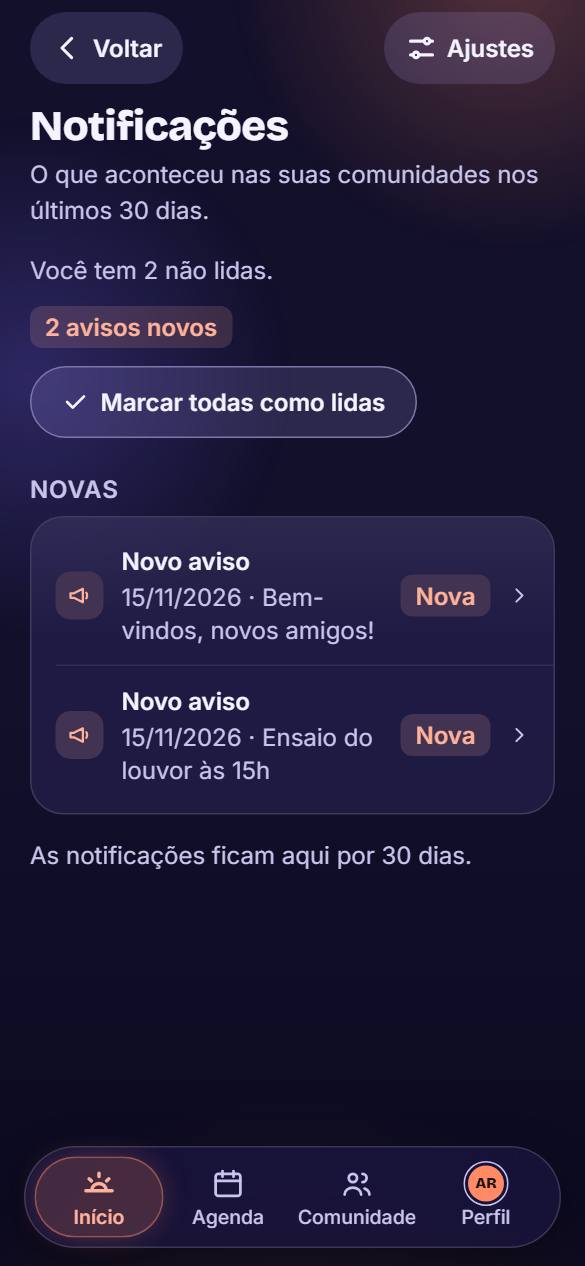 Voltar
Ajustes
Notificações
O que aconteceu nas suas comunidades nos
últimos 30 dias.
Você tem 2 não lidas.
2 avisos novos
Marcar todas como lidas
NOVAS
Novo aviso
15/11/2026 · Bem-
vindos, novos amigos!
Nova
Novo aviso
15/11/2026 · Ensaio do
louvor às 15h
Nova
As notificações ficam aqui por 30 dias.
Início
Agenda
Comunidade
AR
Perfil